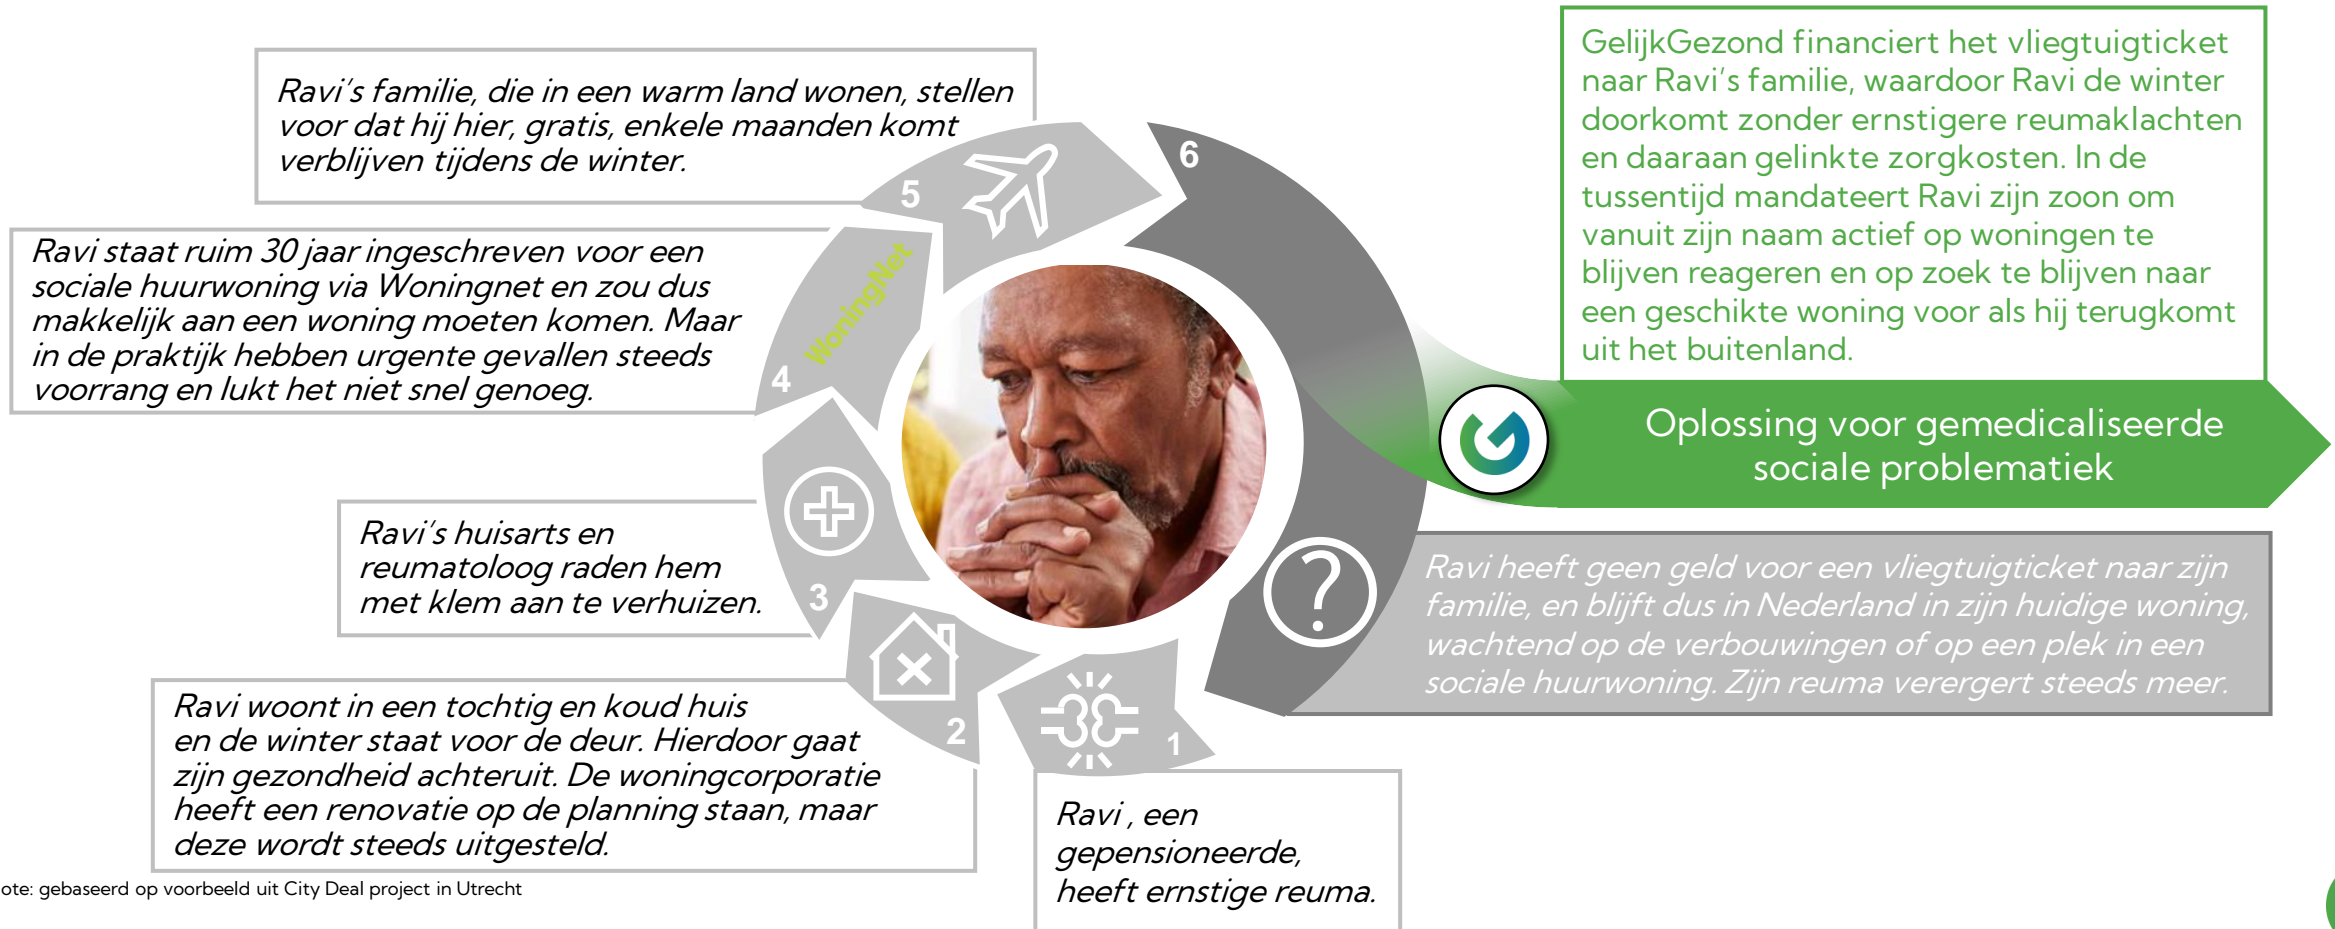 GelijkGezond financiert het vliegtuigticket
naar Ravi's familie, waardoor Ravi de winter
doorkomt zonder ernstigere reumaklachten
en daaraan gelinkte zorgkosten. In de
tussentijd mandateert Ravi zijn zoon om
vanuit zijn naam actief op woningen te
blijven reageren en op zoek te blijven naar
een geschikte woning voor als hij terugkomt
uit het buitenland.
Ravi's familie, die in een warm land wonen, stellen
voor dat hij hier, gratis, enkele maanden komt
verblijven tijdens de winter.
6
5
Ravi staat ruim 30 jaar ingeschreven voor een
sociale huurwoning via Woningnet en zou dus
makkelijk aan een woning moeten komen. Maar
in de praktijk hebben urgente gevallen steeds
voorrang en lukt het niet snel genoeg.
WoningNet
4
Oplossing voor gemedicaliseerde
sociale problematiek
Ravi's huisarts en
reumatoloog raden hem
met klem aan te verhuizen.
3
?
Ravi heeft geen geld voor een vliegtuigticket naar zijn
familie, en blijft dus in Nederland in zijn huidige woning,
wachtend op de verbouwingen of op een plek in een
sociale huurwoning. Zijn reuma verergert steeds meer.
Ravi woont in een tochtig en koud huis
en de winter staat voor de deur. Hierdoor gaat
zijn gezondheid achteruit. De woningcorporatie
heeft een renovatie op de planning staan, maar
deze wordt steeds uitgesteld.
2
1
Ravi , een
gepensioneerde,
heeft ernstige reuma.
ote: gebaseerd op voorbeeld uit City Deal project in Utrecht